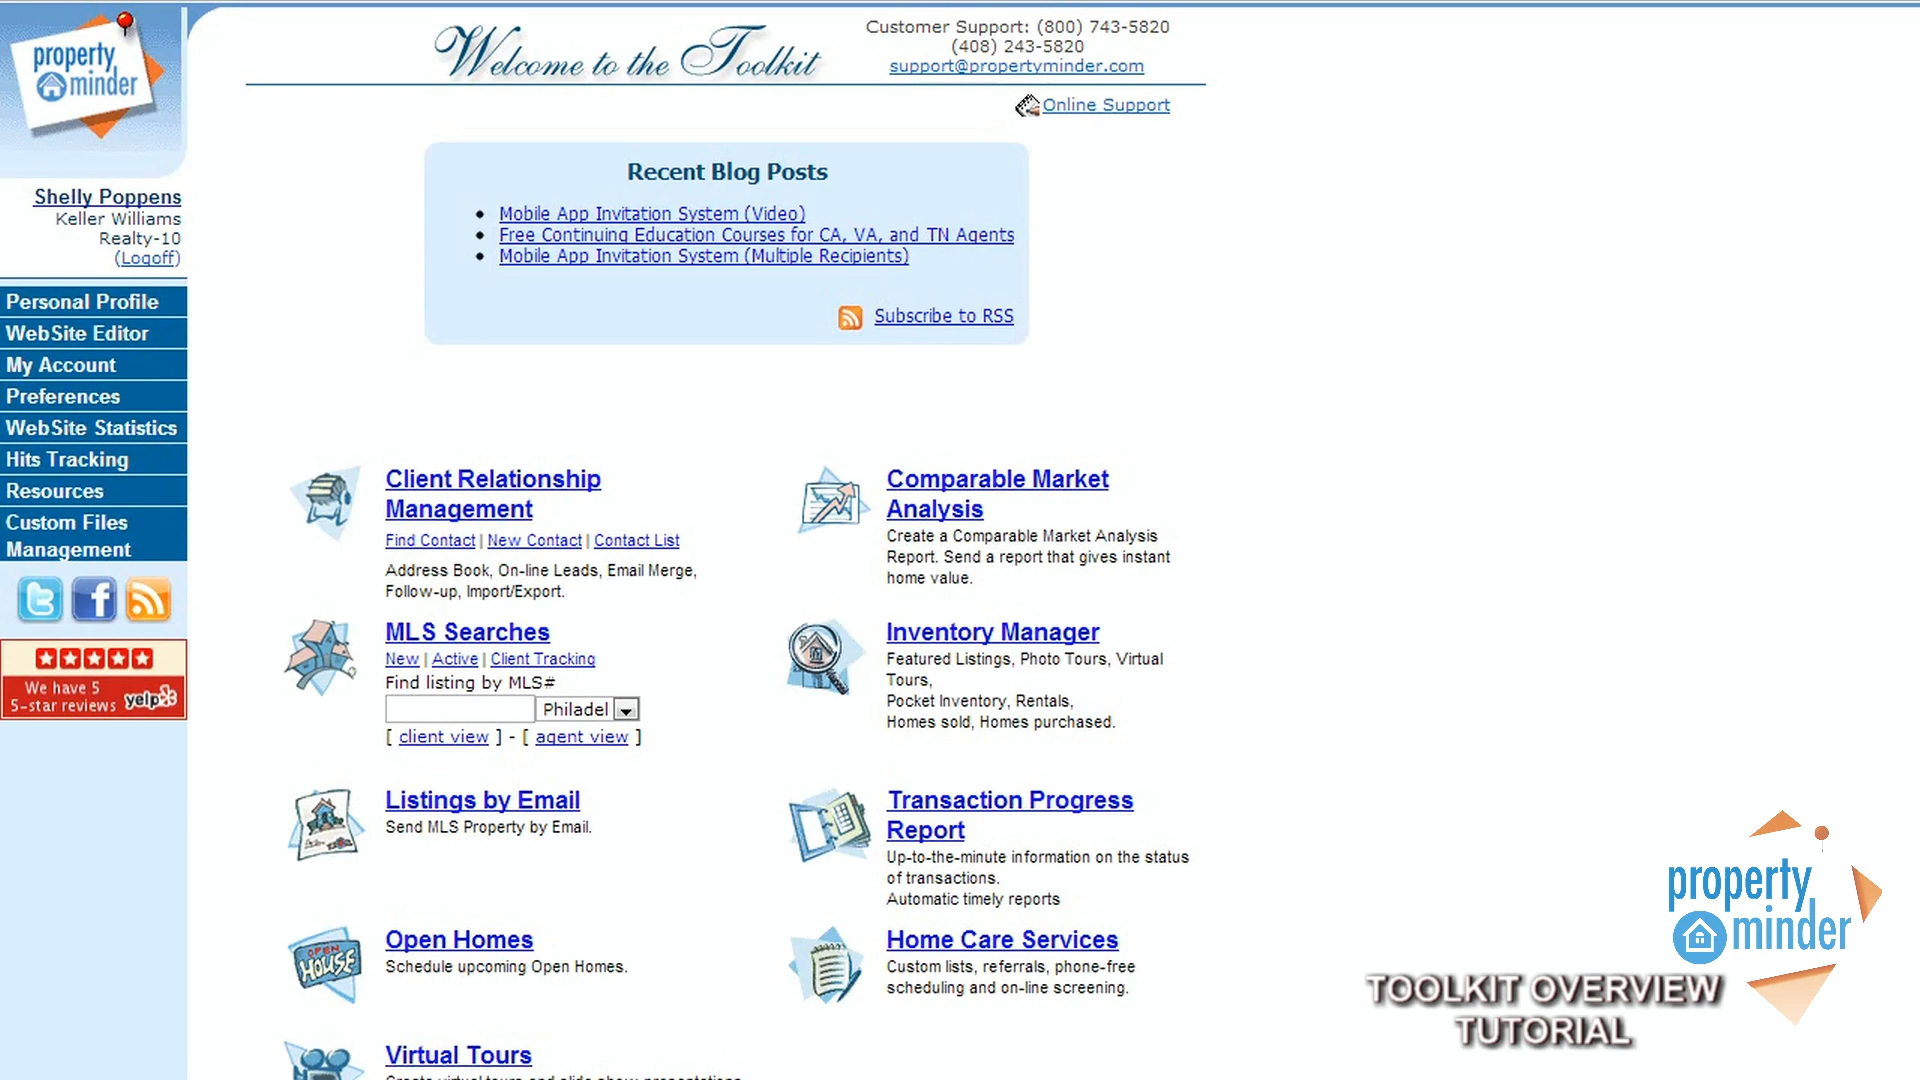 property
minder
Shelly Poppens
Keller Williams
Realty-10
(Logoff)
Personal Profile
WebSite Editor
My Account
Preferences
WebSite Statistics
Hits Tracking
Resources
Custom Files
Management
We have 5
5-star reviews
yelp
Welcome to the Toolkit
Customer Support: (800) 743-5820
(408) 243-5820
support@propertyminder.com
Online Support
Recent Blog Posts
Mobile App Invitation System (Video)
Free Continuing Education Courses for CA, VA, and TN Agents
Mobile App Invitation System (Multiple Recipients)
Subscribe to RSS
Client Relationship
Management
Find Contact | New Contact | Contact List
Address Book, On-line Leads, Email Merge,
Follow-up, Import/Export.
Comparable Market
Analysis
Create a Comparable Market Analysis
Report. Send a report that gives instant
home value.
MLS Searches
New | Active | Client Tracking
Find listing by MLS#
Philadel
[ client view ] - [ agent view ]
Inventory Manager
Featured Listings, Photo Tours, Virtual
Tours,
Pocket Inventory, Rentals,
Homes sold, Homes purchased.
Listings by Email
Send MLS Property by Email.
Transaction Progress
Report
Up-to-the-minute information on the status
of transactions.
Automatic timely reports
OPEN
HOUSE
Open Homes
Schedule upcoming Open Homes.
Home Care Services
Custom lists, referrals, phone-free
scheduling and on-line screening.
Virtual Tours
property
minder
TOOLKIT OVERVIEW
TUTORIAL